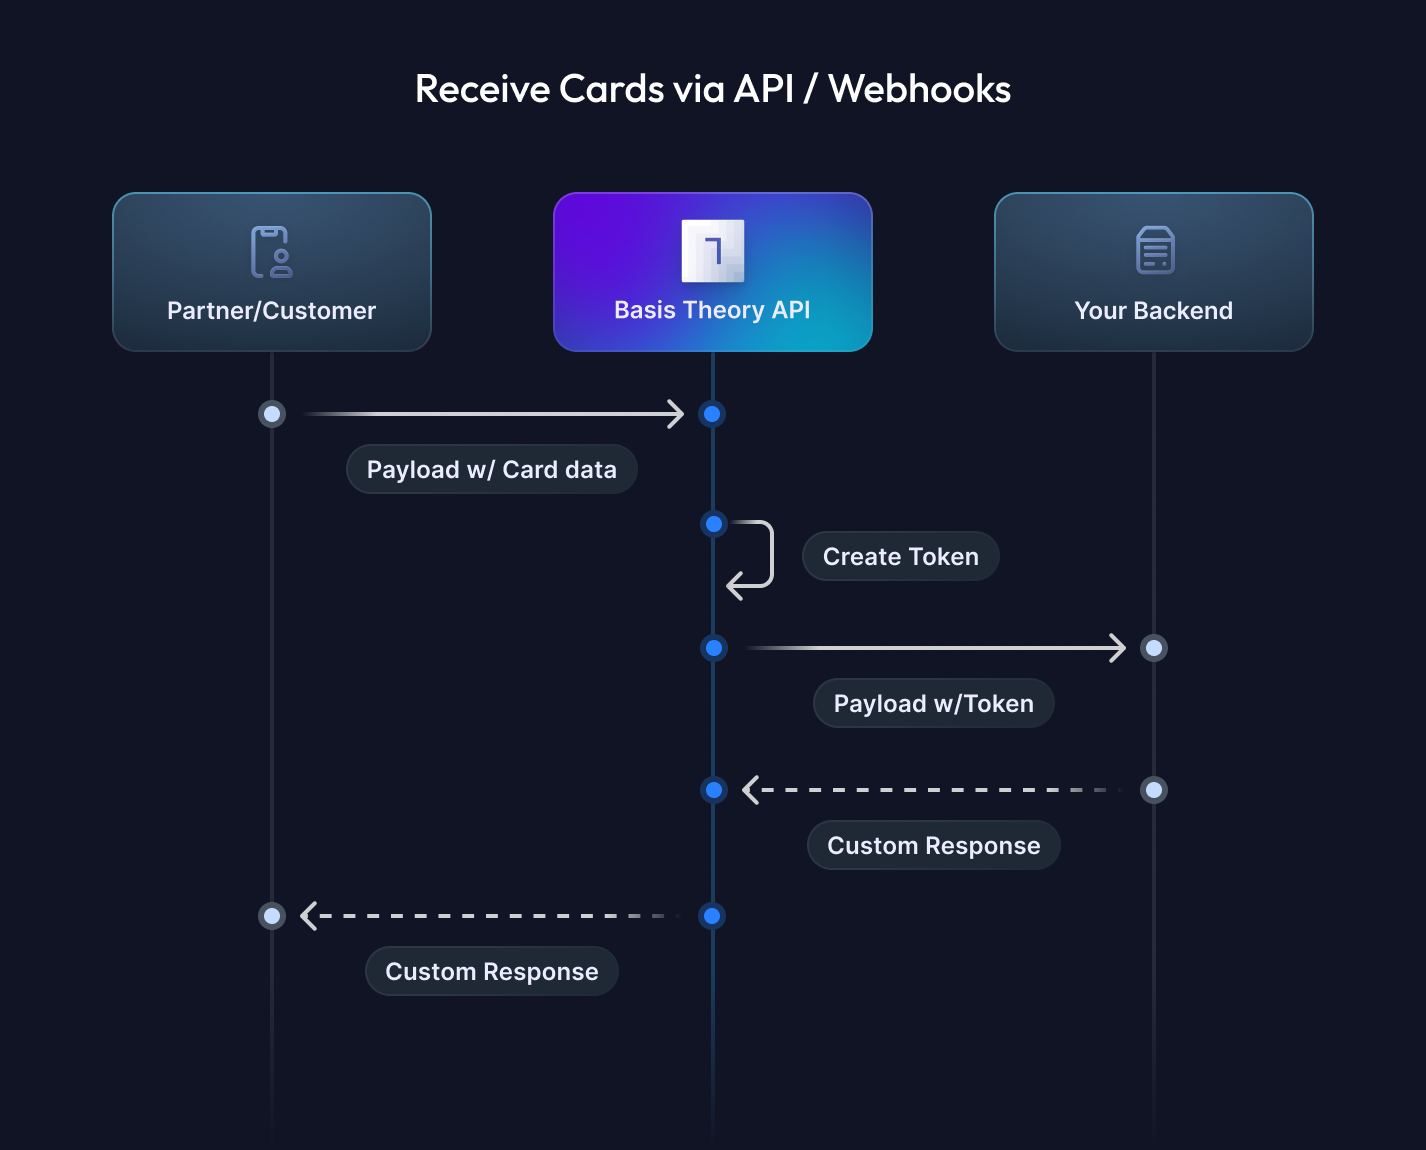 Receive Cards via API / Webhooks
Partner/Customer
Basis Theory API
Your Backend
Payload w/ Card data
Create Token
Payload w/Token
Custom Response
Custom Response